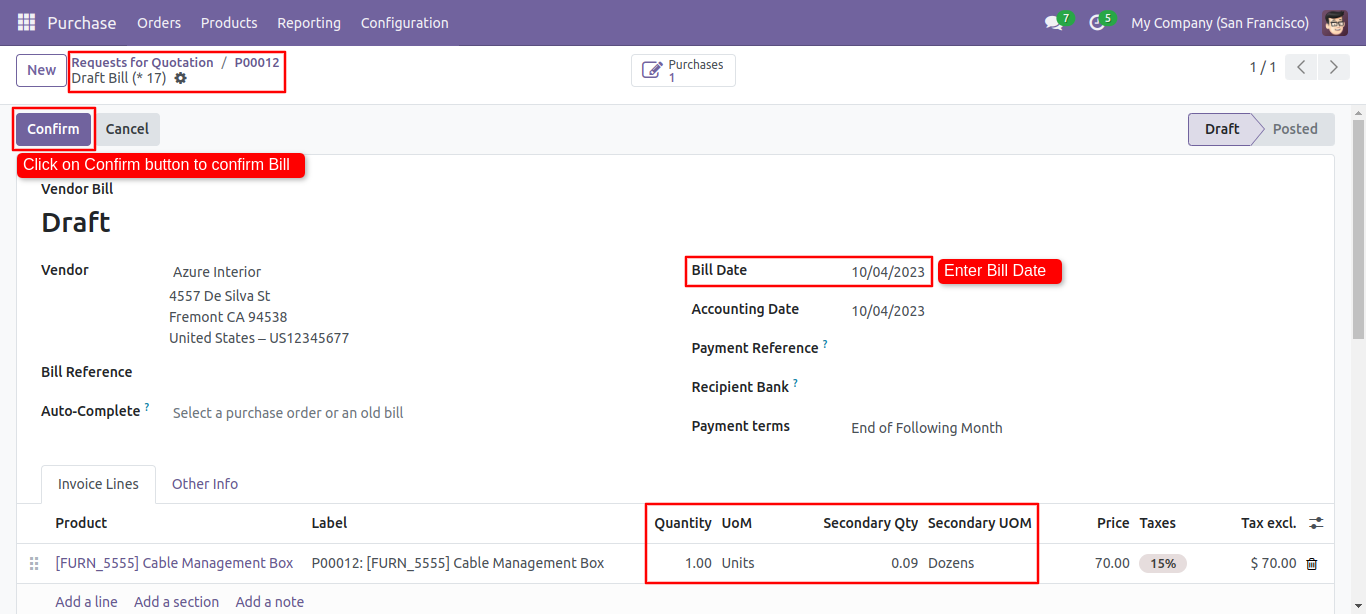 Purchase Orders Products Reporting Configuration 7 5 My Company (San Francisco)
New Requests for Quotation / P00012 Purchases 1 / 1
Draft Bill (* 17) 1
Confirm Cancel Draft Posted
Click on Confirm button to confirm Bill
Vendor Bill
Draft
Vendor Azure Interior Bill Date 10/04/2023 Enter Bill Date
4557 De Silva St
Fremont CA 94538 Accounting Date 10/04/2023
United States – US12345677
Payment Reference ?
Bill Reference Recipient Bank ?
Auto-Complete ? Select a purchase order or an old bill
Payment terms End of Following Month
Invoice Lines Other Info
Product Label Quantity UoM Secondary Qty Secondary UOM Price Taxes Tax excl.
[FURN_5555] Cable Management Box P00012: [FURN_5555] Cable Management Box 1.00 Units 0.09 Dozens 70.00 15% $ 70.00
Add a line Add a section Add a note